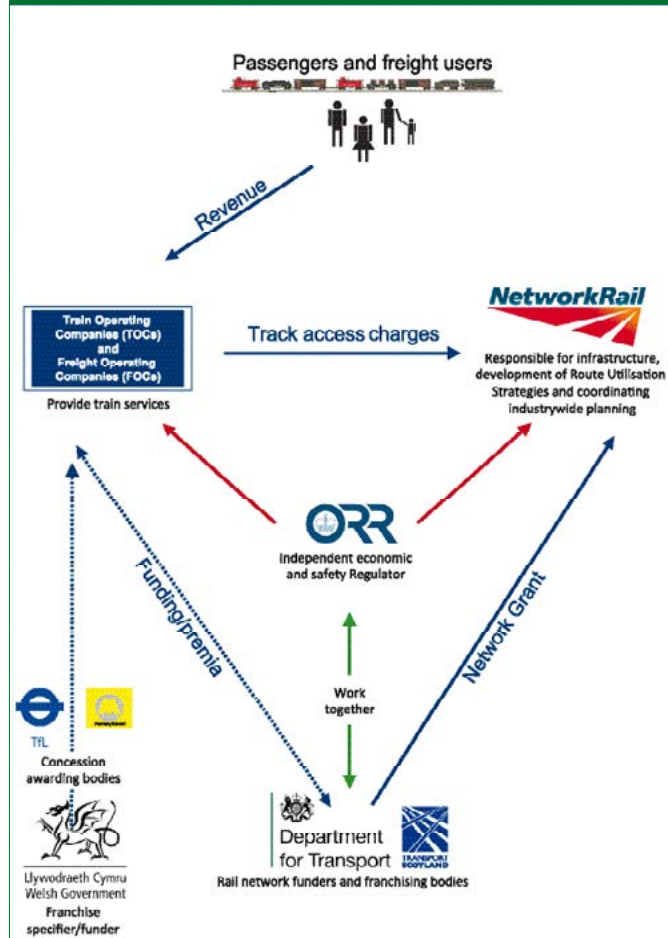 Passengers and freight users
Revenue
Train Operating
Companies (TOCs)
and
Freight Operating
Companies (FOCs)
Provide train services
Track access charges
NetworkRail
Responsible for infrastructure,
development of Route Utilisation
Strategies and coordinating
industrywide planning
ORR
Independent economic
and safety Regulator
Funding/premia
Network Grant
Work
together
TfL
Concession
awarding bodies
Llywodraeth Cymru
Welsh Government
Franchise
specifier/funder
Department
for Transport
TRANSPORT
SCOTLAND
Rail network funders and franchising bodies